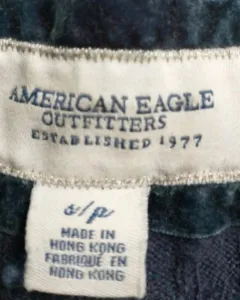 AMERICAN EAGLE
OUTFITTERS
ESTABLISHED 1977
s/p
MADE IN
HONG KONG
FABRIQUÉ EN
HONG KONG